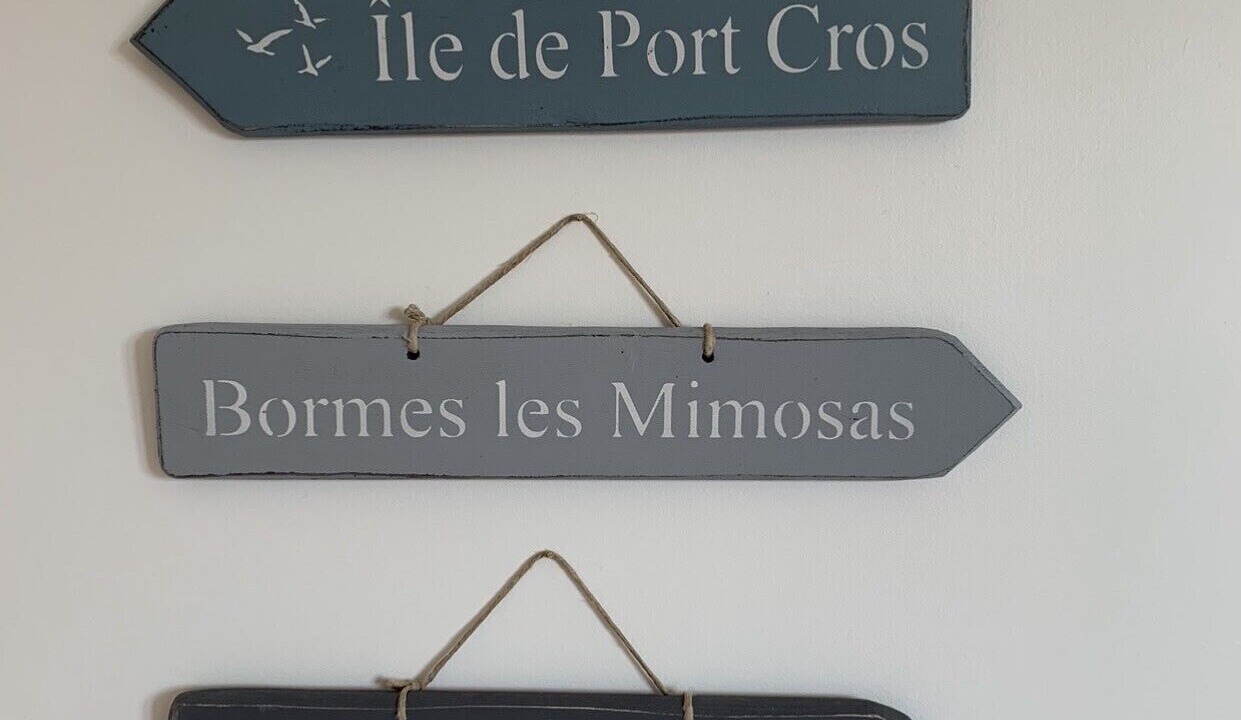 Île de Port Cros
Bormes les Mimosas